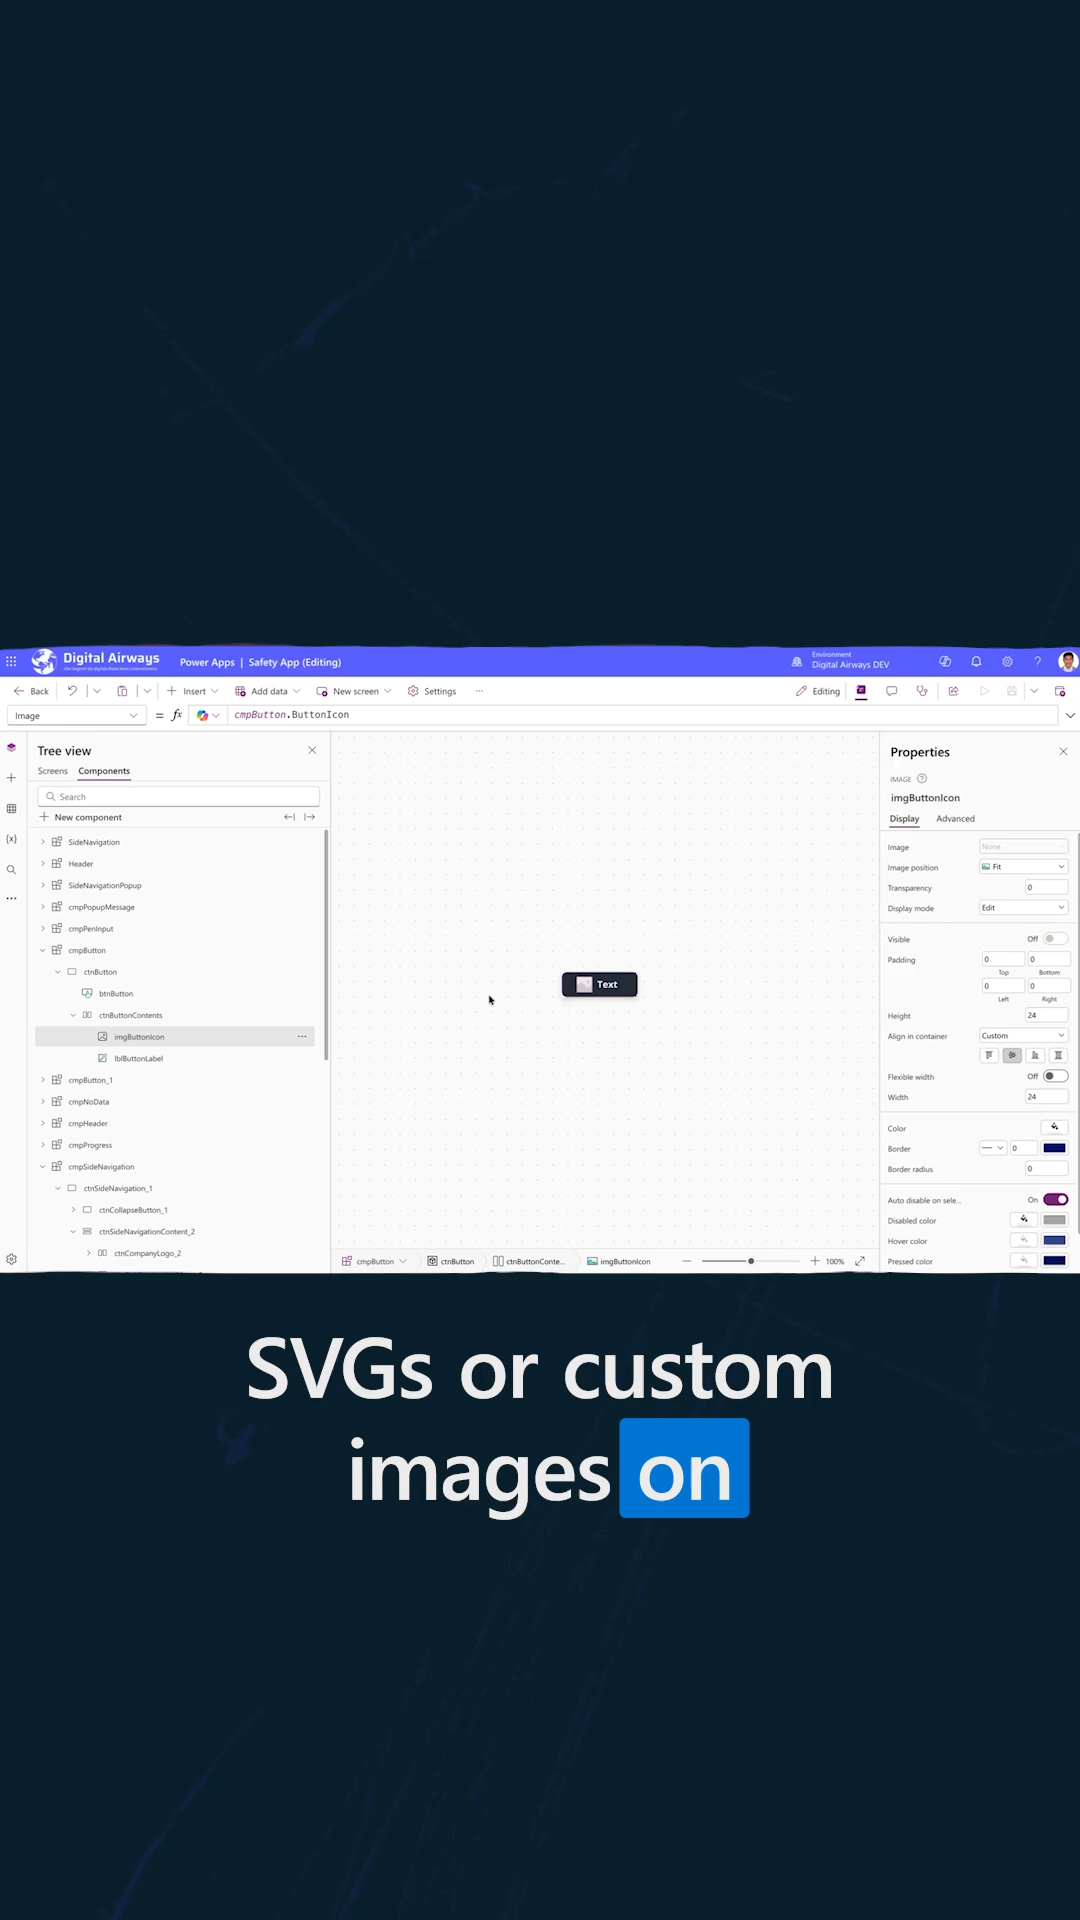 Digital Airways
Power Apps | Safety App (Editing)
Environment
Digital Airways DEV
Back
Insert
Add data
New screen
Settings
Editing
Image
= fx
cmpButton.ButtonIcon
Tree view
Screens
Components
Search
New component
SideNavigation
Header
SideNavigationPopup
cmpPopupMessage
cmpPenInput
cmpButton
ctnButton
btnButton
ctnButtonContents
imgButtonIcon
lblButtonLabel
cmpButton_1
cmpNoData
cmpHeader
cmpProgress
cmpSideNavigation
ctnSideNavigation_1
ctnCollapseButton_1
ctnSideNavigationContent_2
ctnCompanyLogo_2
Text
cmpButton
ctnButton
ctnButtonConte...
imgButtonIcon
100%
Properties
IMAGE
imgButtonIcon
Display
Advanced
Image
None
Image position
Fit
Transparency
0
Display mode
Edit
Visible
Off
Padding
0
0
Top
Bottom
0
0
Left
Right
Height
24
Align in container
Custom
Flexible width
Off
Width
24
Color
Border
0
Border radius
0
Auto disable on sele...
On
Disabled color
Hover color
Pressed color
SVGs or custom
images on